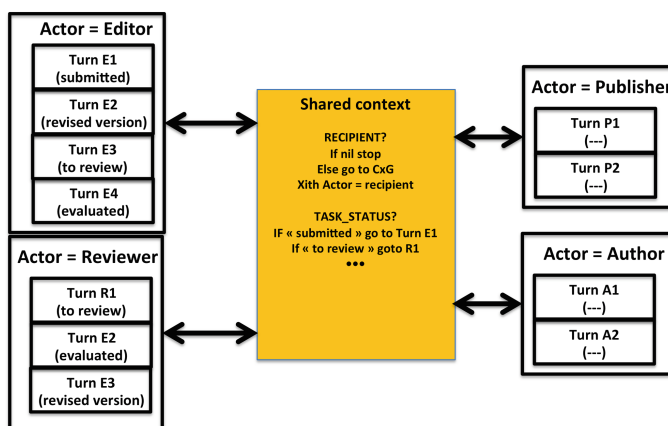 Actor = Editor
Turn E1
(submitted)
Turn E2
(revised version)
Turn E3
(to review)
Turn E4
(evaluated)
Actor = Reviewer
Turn R1
(to review)
Turn E2
(evaluated)
Turn E3
(revised version)
Shared context
RECIPIENT?
If nil stop
Else go to CxG
Xith Actor = recipient
TASK_STATUS?
IF « submitted » go to Turn E1
If « to review » goto R1
•••
Actor = Publisher
Turn P1
(---)
Turn P2
(---)
Actor = Author
Turn A1
(---)
Turn A2
(---)